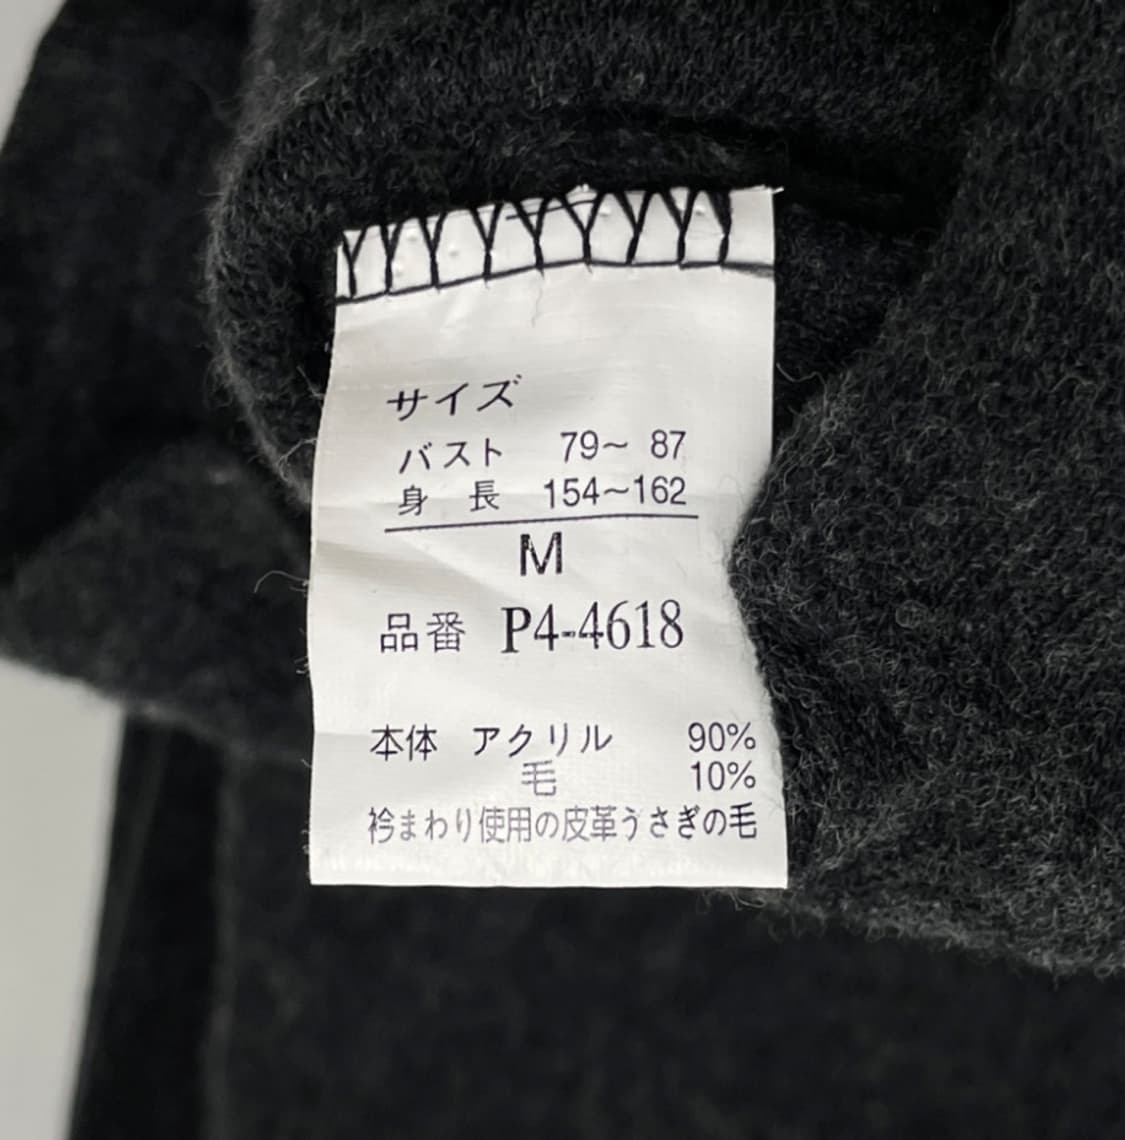 サイズ
バスト 79〜 87
身 長 154〜162
M
品番 P4-4618
本体 アクリル 90%
毛 10%
衿まわり使用の皮革うさぎの毛